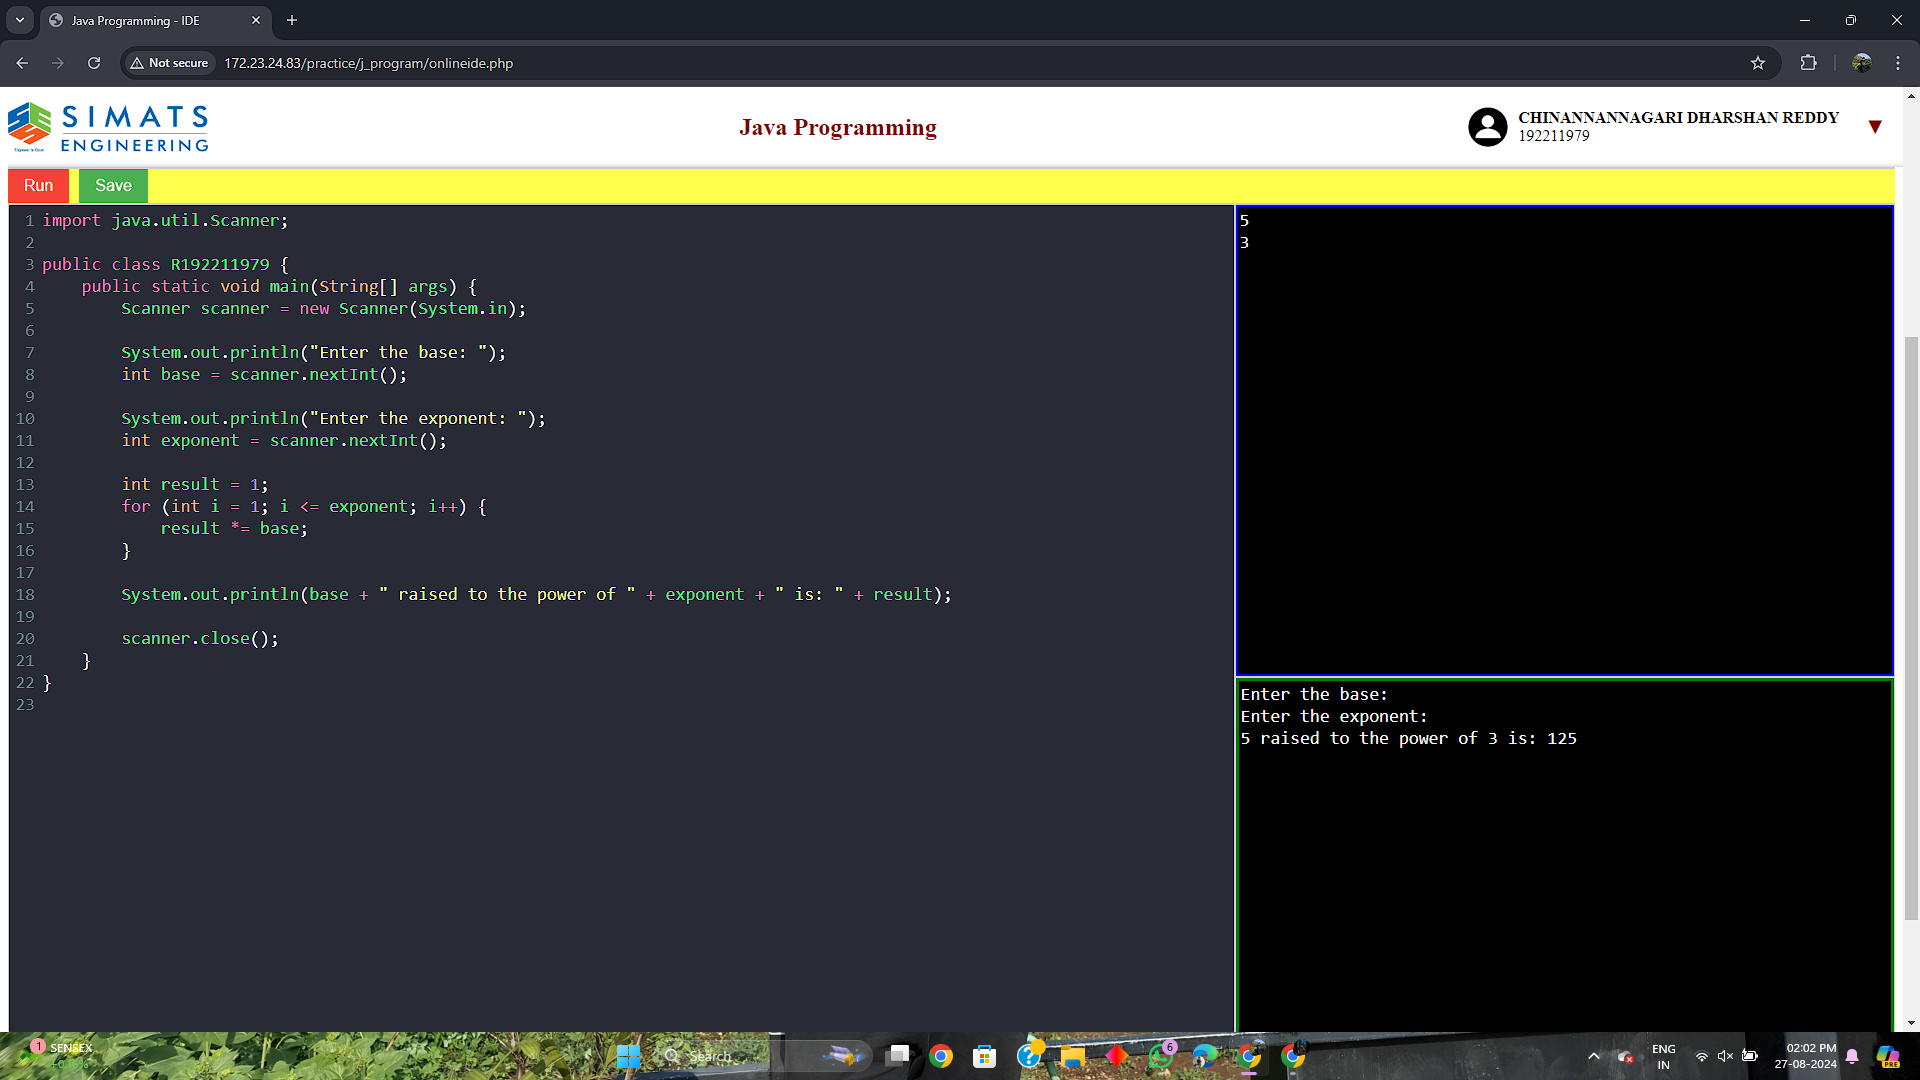 Java Programming - IDE
Not secure
172.23.24.83/practice/j_program/onlineide.php
SIMATS
ENGINEERING
Java Programming
CHINANNANNAGARI DHARSHAN REDDY
192211979
Run
Save
1 import java.util.Scanner;
2
3 public class R192211979 {
4     public static void main(String[] args) {
5         Scanner scanner = new Scanner(System.in);
6
7         System.out.println("Enter the base: ");
8         int base = scanner.nextInt();
9
10         System.out.println("Enter the exponent: ");
11         int exponent = scanner.nextInt();
12
13         int result = 1;
14         for (int i = 1; i <= exponent; i++) {
15             result *= base;
16         }
17
18         System.out.println(base + " raised to the power of " + exponent + " is: " + result);
19
20         scanner.close();
21     }
22 }
23
5
3
Enter the base:
Enter the exponent:
5 raised to the power of 3 is: 125
1
SENSEX
Search
6
ENG
IN
02:02 PM
27-08-2024
PRE